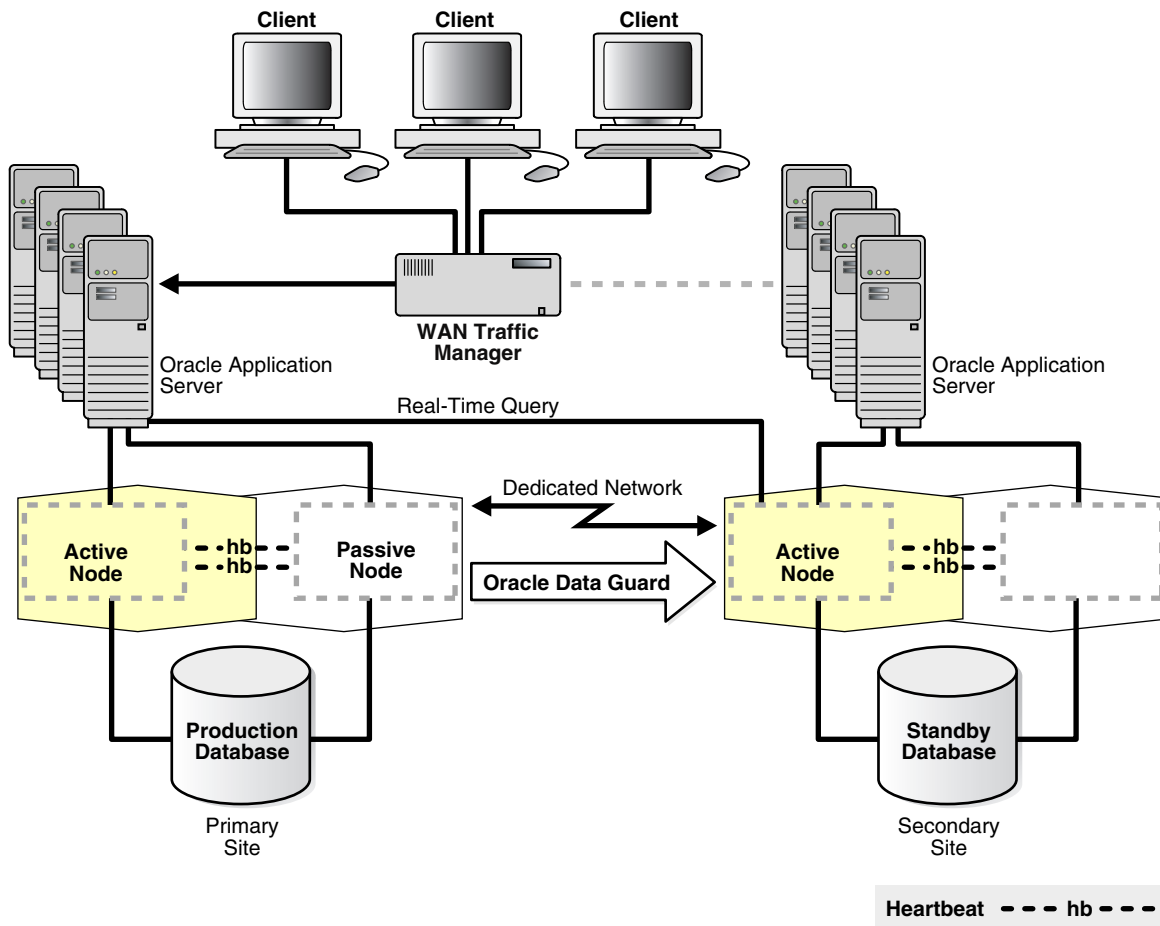 Client
Client
Client
WAN Traffic
Manager
Oracle Application
Server
Oracle Application
Server
Real-Time Query
Dedicated Network
Active
Node
hb
hb
Passive
Node
Oracle Data Guard
Active
Node
hb
hb
Production
Database
Standby
Database
Primary
Site
Secondary
Site
Heartbeat hb